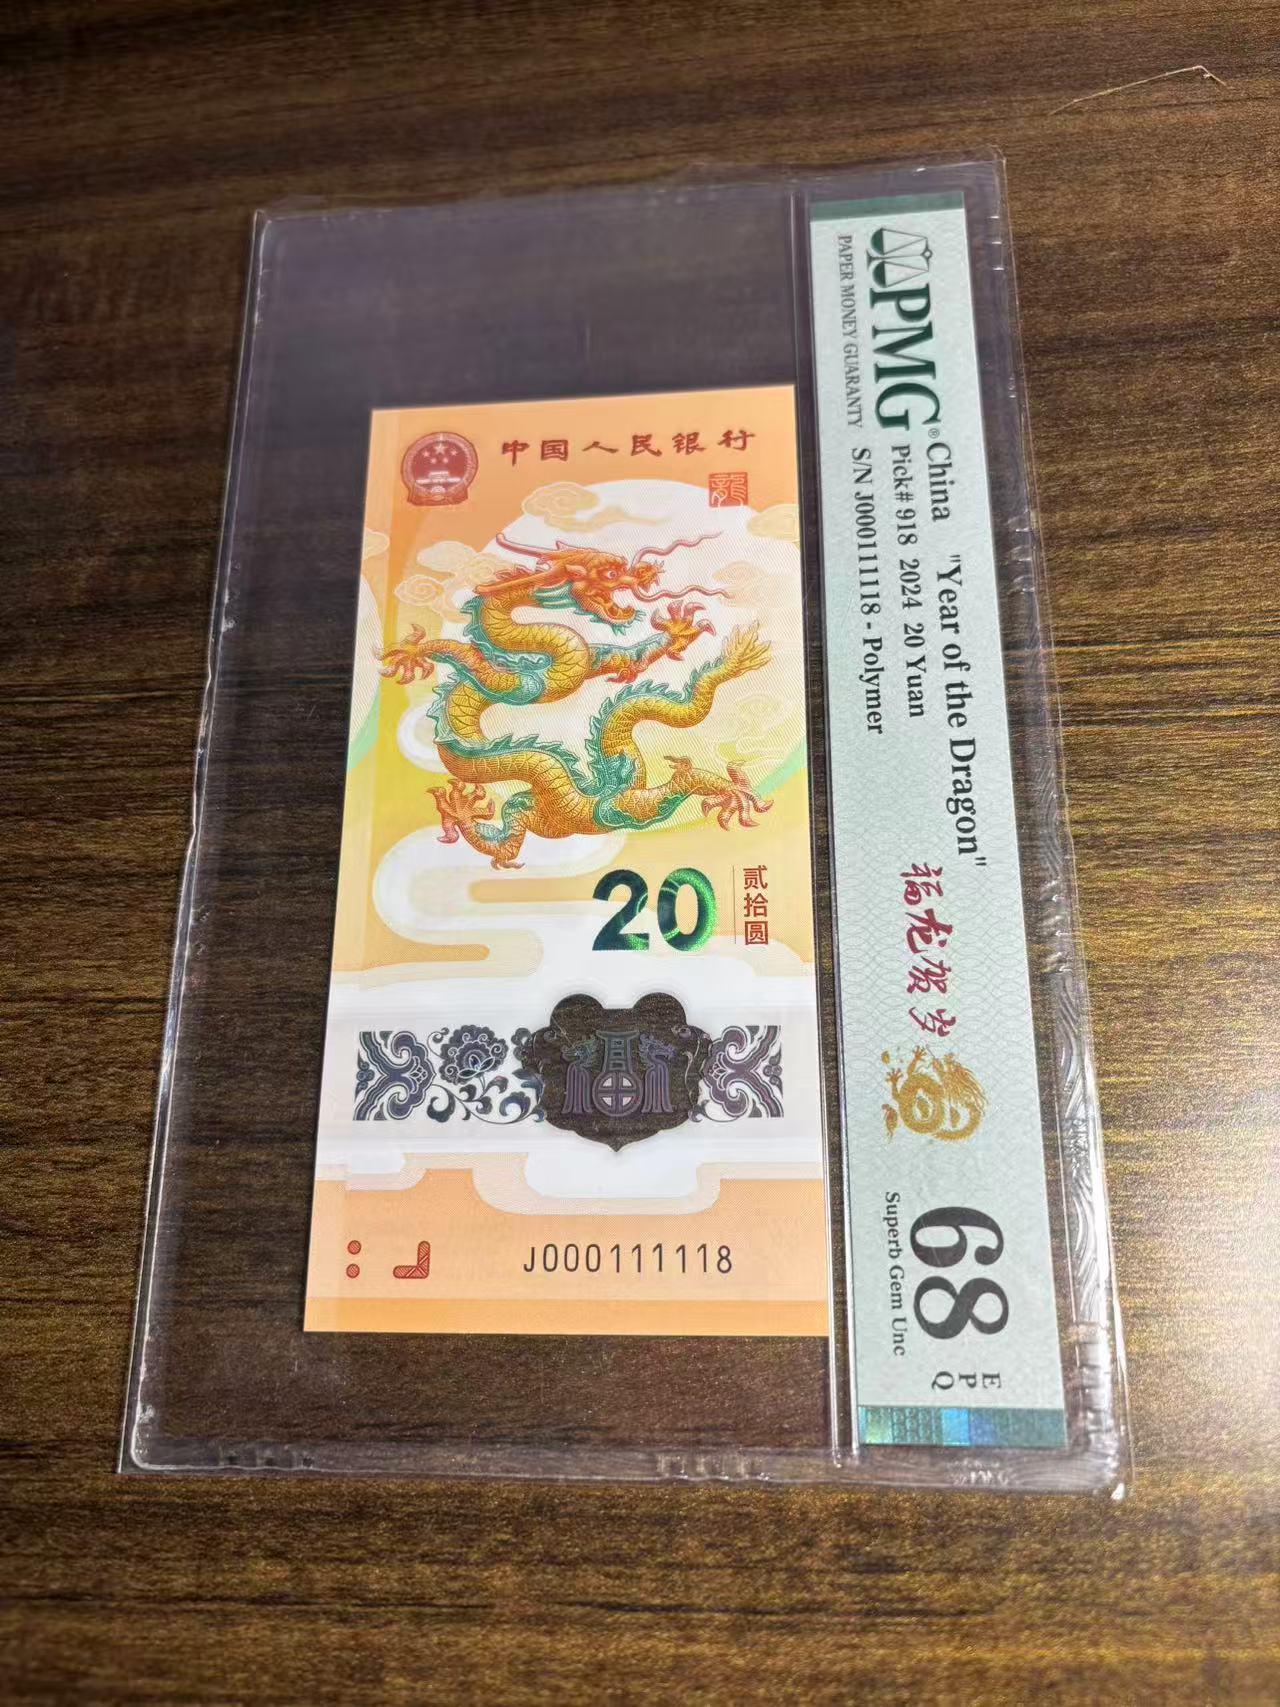 中国人民银行
龍
20
贰拾圆
J000111118
PMG®
PAPER MONEY GUARANTY
China "Year of the Dragon"
Pick# 918 2024 20 Yuan
S/N J000111118 - Polymer
福龙贺岁
68
EPQ
Superb Gem Unc